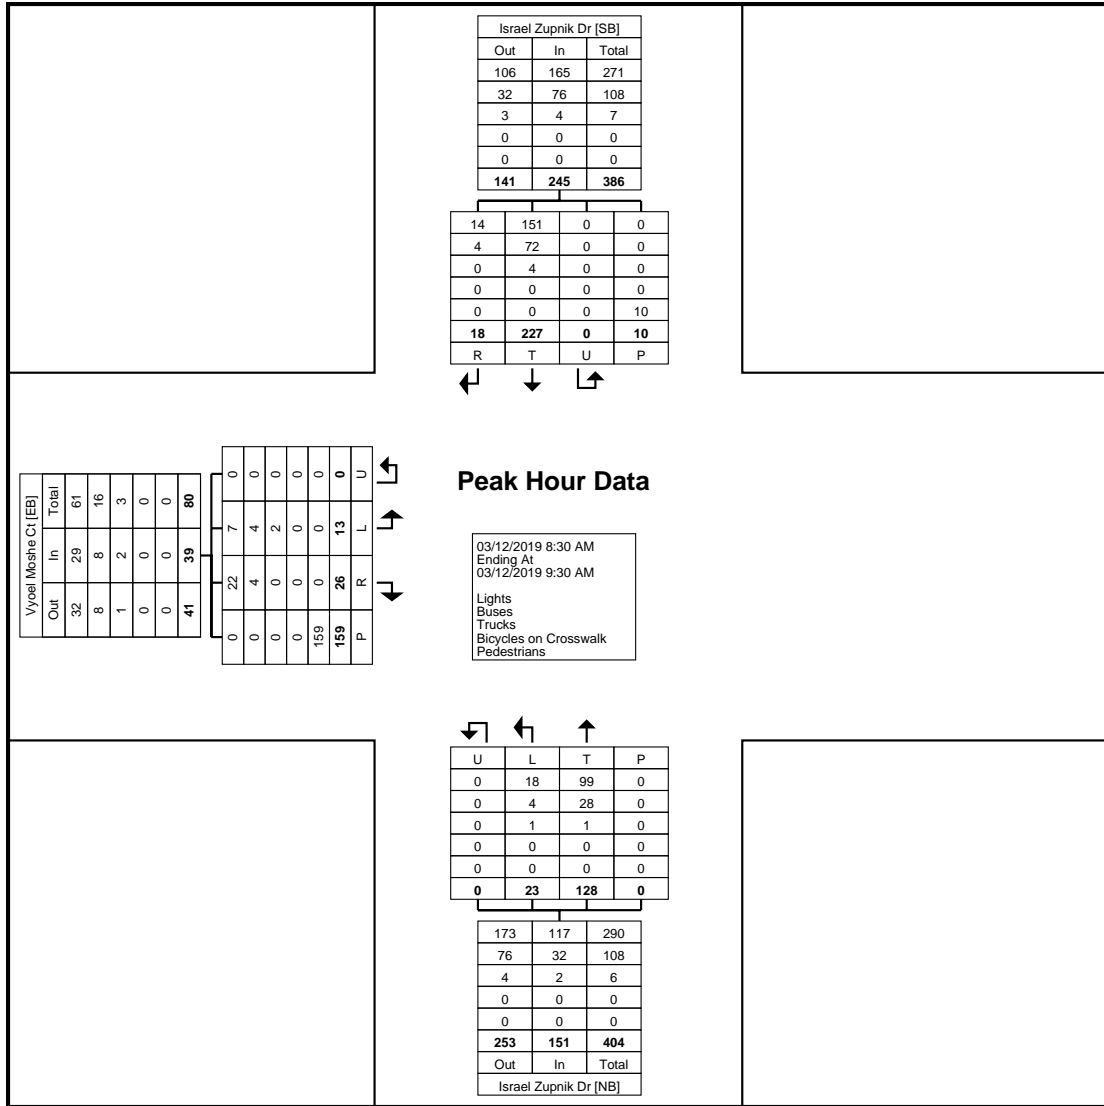 Israel Zupnik Dr [SB]
Out In Total
106 165 271
32 76 108
3 4 7
0 0 0
0 0 0
141 245 386
14 151 0 0
4 72 0 0
0 4 0 0
0 0 0 0
0 0 0 10
18 227 0 10
R T U P
Vyoel Moshe Ct [EB]
Out In Total
32 29 61
8 8 16
1 2 3
0 0 0
0 0 0
41 39 80
0 22 7 0
0 4 4 0
0 0 2 0
0 0 0 0
159 0 0 0
159 26 13 0
P R L U
Peak Hour Data
03/12/2019 8:30 AM
Ending At
03/12/2019 9:30 AM
Lights
Buses
Trucks
Bicycles on Crosswalk
Pedestrians
U L T P
0 18 99 0
0 4 28 0
0 1 1 0
0 0 0 0
0 0 0 0
0 23 128 0
173 117 290
76 32 108
4 2 6
0 0 0
0 0 0
253 151 404
Out In Total
Israel Zupnik Dr [NB]